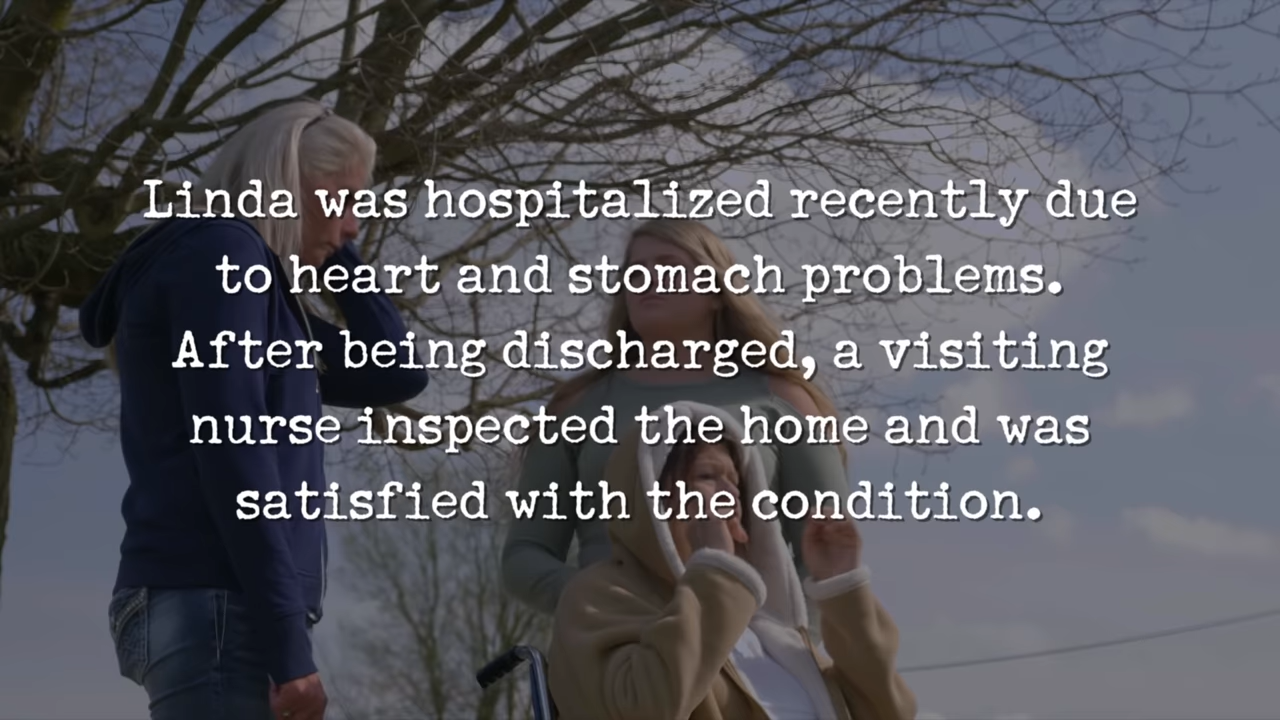 Linda was hospitalized recently due
to heart and stomach problems.
After being discharged, a visiting
nurse inspected the home and was
satisfied with the condition.